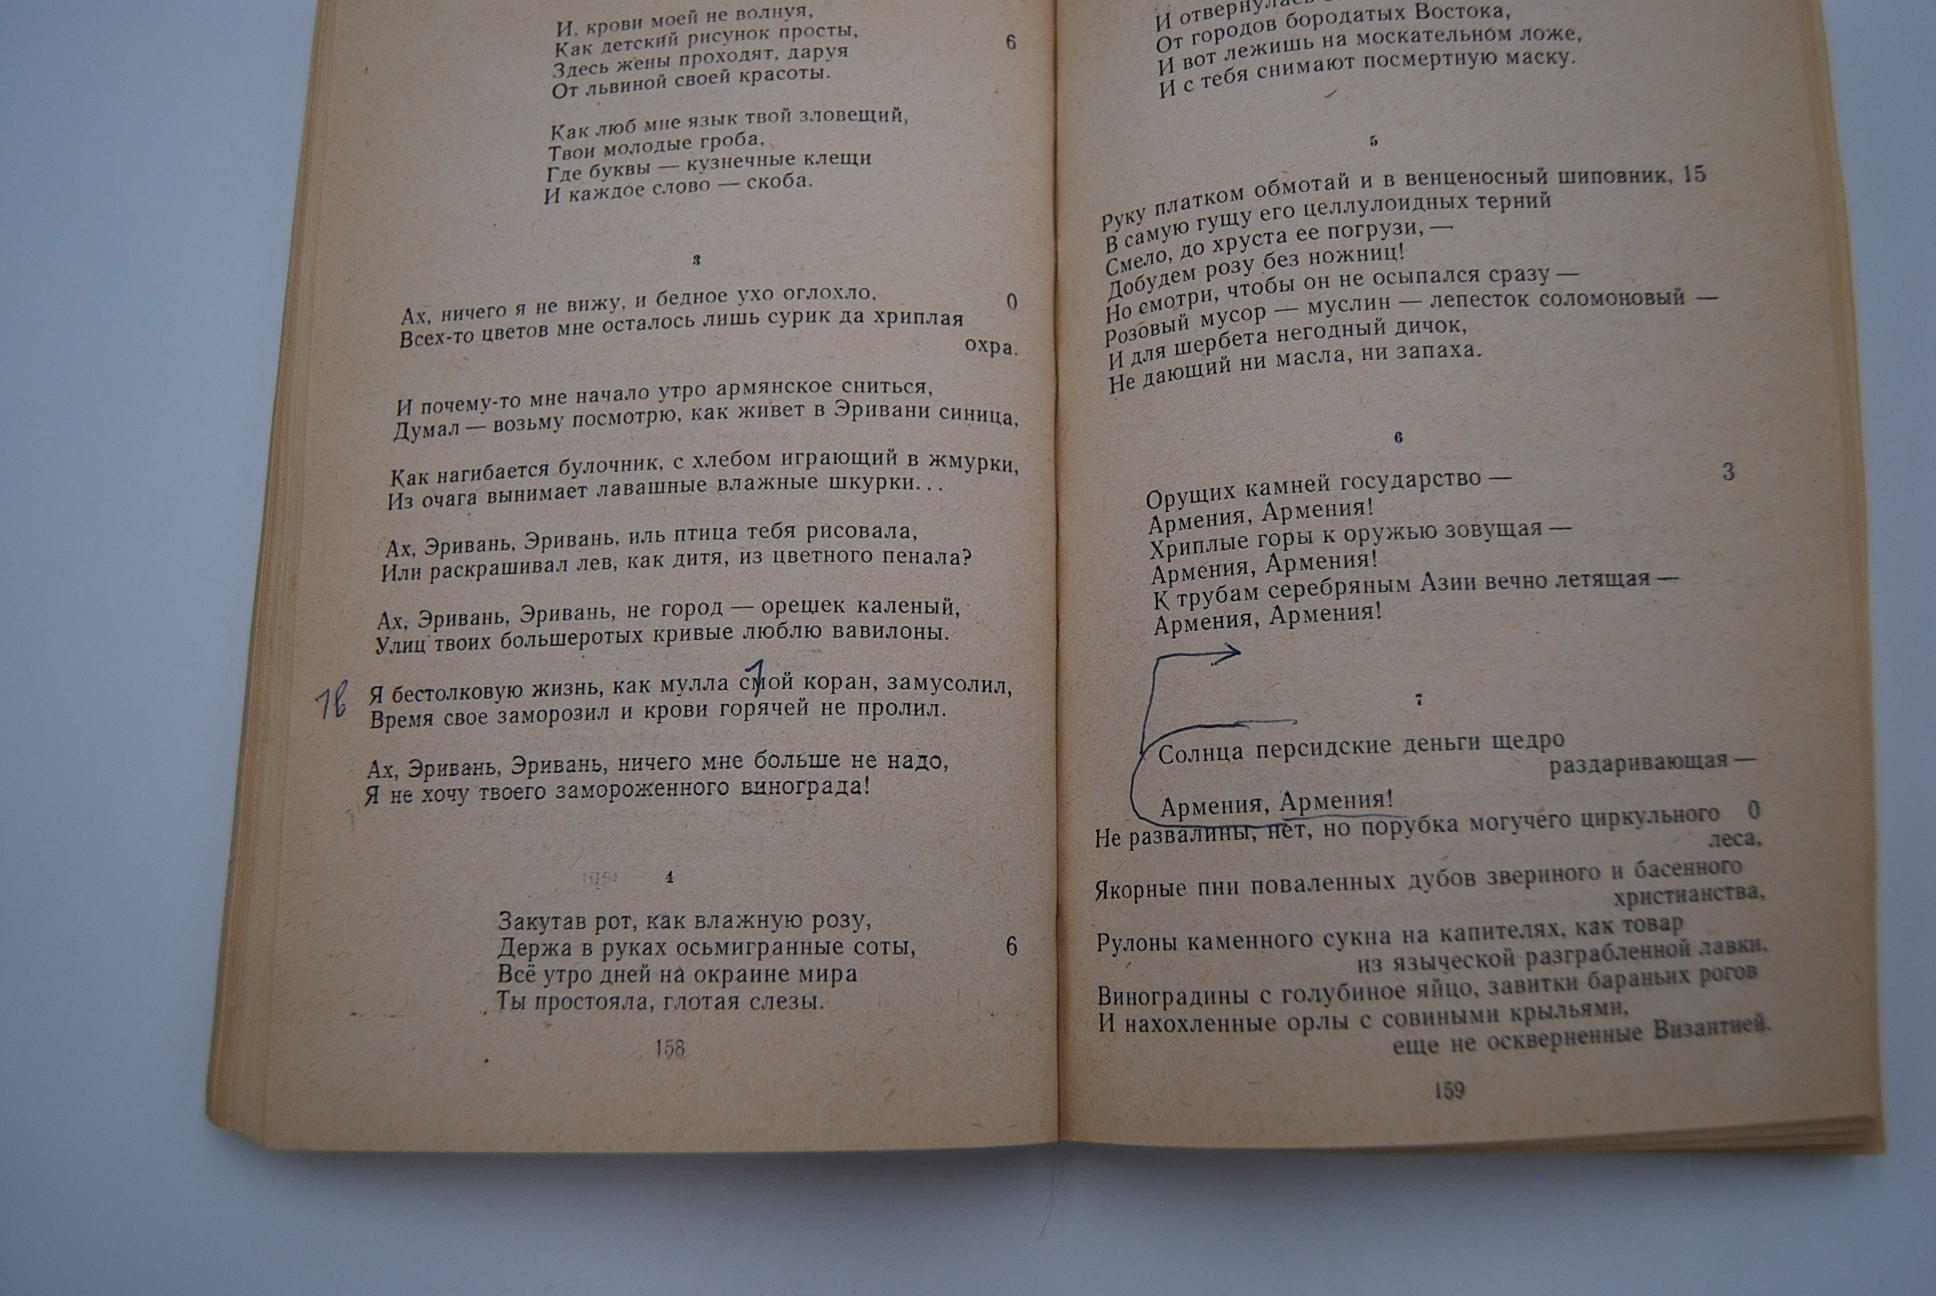 И, крови моей не волнуя,
Как детский рисунок просты, 6
Здесь жены проходят, даруя
От львиной своей красоты.
Как люб мне язык твой зловещий,
Твои молодые гроба,
Где буквы — кузнечные клещи
И каждое слово — скоба.
3
Ах, ничего я не вижу, и бедное ухо оглохло, 0
Всех-то цветов мне осталось лишь сурик да хриплая
охра.
И почему-то мне начало утро армянское сниться,
Думал — возьму посмотрю, как живет в Эривани синица,
Как нагибается булочник, с хлебом играющий в жмурки,
Из очага вынимает лавашные влажные шкурки...
Ах, Эривань, Эривань, иль птица тебя рисовала,
Или раскрашивал лев, как дитя, из цветного пенала?
Ах, Эривань, Эривань, не город — орешек каленый,
Улиц твоих большеротых кривые люблю вавилоны.
Я бестолковую жизнь, как мулла смой коран, замусолил,
Время свое заморозил и крови горячей не пролил.
Ах, Эривань, Эривань, ничего мне больше не надо,
Я не хочу твоего замороженного винограда!
4
Закутав рот, как влажную розу,
Держа в руках осьмигранные соты, 6
Всё утро дней на окраине мира
Ты простояла, глотая слезы.
158
И отвернулась
От городов бородатых Востока,
И вот лежишь на москательном ложе,
И с тебя снимают посмертную маску.
5
Руку платком обмотай и в венценосный шиповник, 15
В самую гущу его целлулоидных терний
Смело, до хруста ее погрузи, —
Добудем розу без ножниц!
Но смотри, чтобы он не осыпался сразу —
Розовый мусор — муслин — лепесток соломоновый —
И для шербета негодный дичок,
Не дающий ни масла, ни запаха.
6
Орущих камней государство — 3
Армения, Армения!
Хриплые горы к оружью зовущая —
Армения, Армения!
К трубам серебряным Азии вечно летящая —
Армения, Армения!
7
Солнца персидские деньги щедро
раздаривающая —
Армения, Армения!
Не развалины, нет, но порубка могучего циркульного 0
леса,
Якорные пни поваленных дубов звериного и басенного
христианства,
Рулоны каменного сукна на капителях, как товар
из языческой разграбленной лавки,
Виноградины с голубиное яйцо, завитки бараньих рогов
И нахохленные орлы с совиными крыльями,
еще не оскверненные Византией.
159